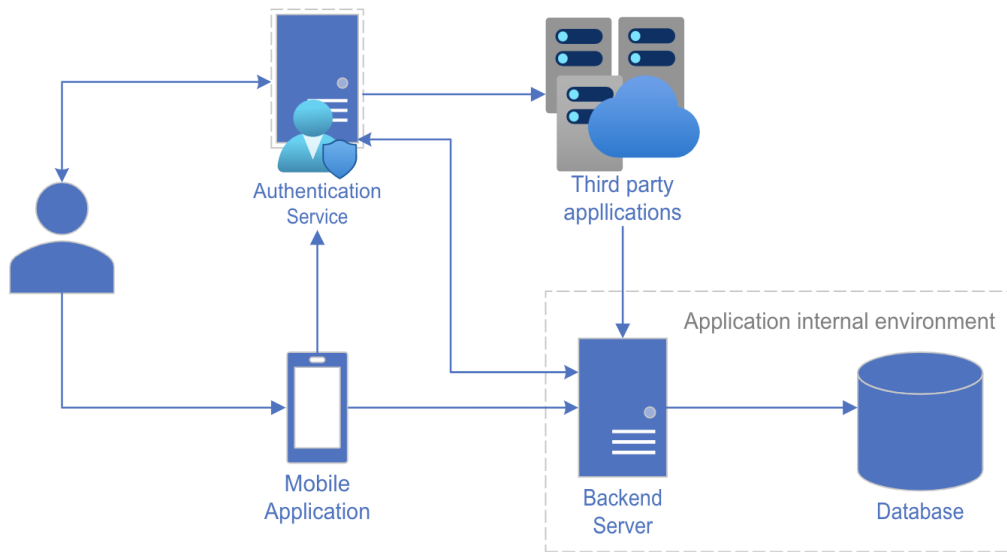 Authentication
Service
Third party
appllications
Application internal environment
Mobile
Application
Backend
Server
Database